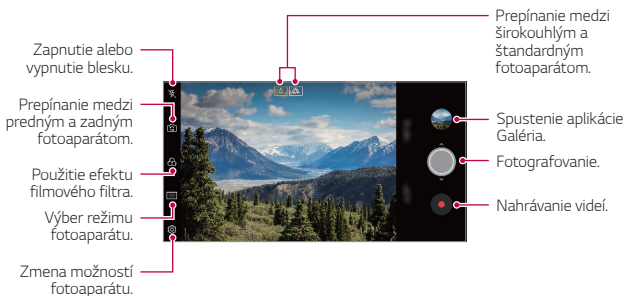 Zapnutie alebo
vypnutie blesku.
Prepínanie medzi
predným a zadným
fotoaparátom.
Použitie efektu
filmového filtra.
Výber režimu
fotoaparátu.
Zmena možností
fotoaparátu.
Prepínanie medzi
širokouhlým a
štandardným
fotoaparátom.
Spustenie aplikácie
Galéria.
Fotografovanie.
Nahrávanie videí.